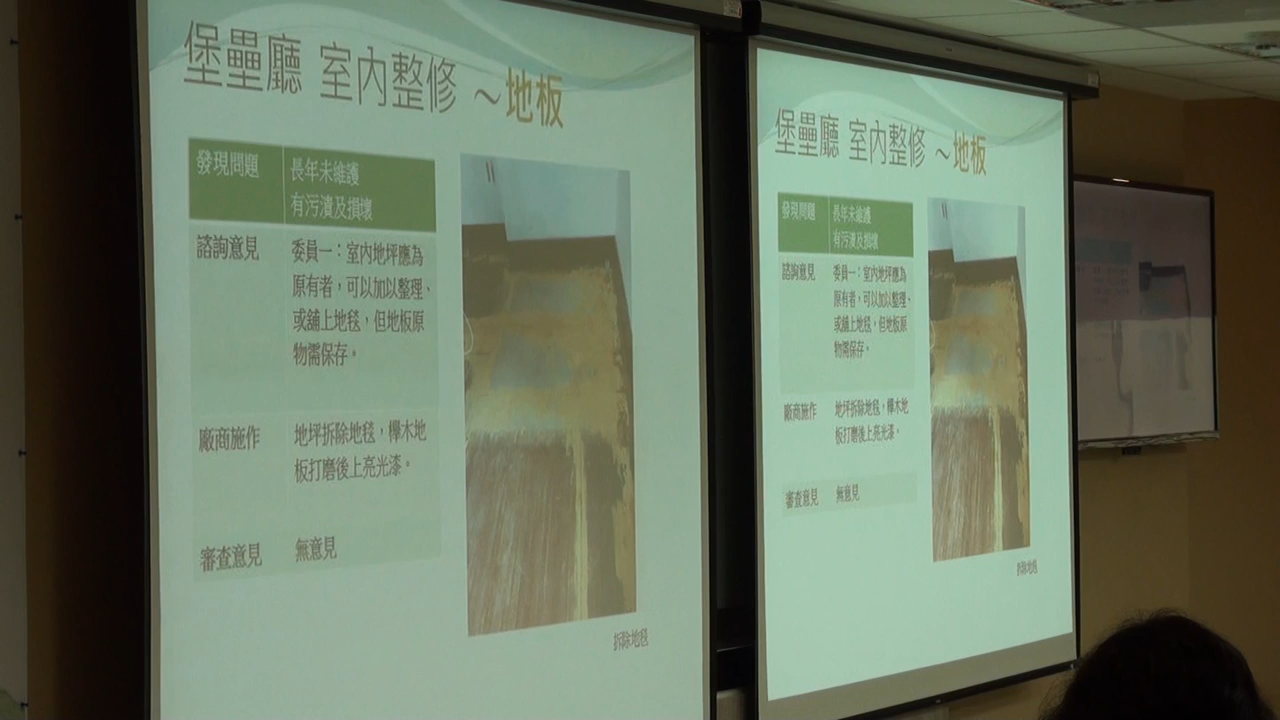 堡壘廳 室內整修 ～地板
發現問題
長年未維護
有污漬及損壞
諮詢意見
委員一：室內地坪應為
原有者，可以加以整理、
或舖上地毯，但地板原
物需保存。
廠商施作
地坪拆除地毯，櫸木地
板打磨後上亮光漆。
審查意見
無意見
拆除地毯
堡壘廳 室內整修 ～地板
發現問題
長年未維護
有污漬及損壞
諮詢意見
委員一：室內地坪應為
原有者，可以加以整理、
或舖上地毯，但地板原
物需保存。
廠商施作
地坪拆除地毯，櫸木地
板打磨後上亮光漆。
審查意見
無意見
拆除地毯